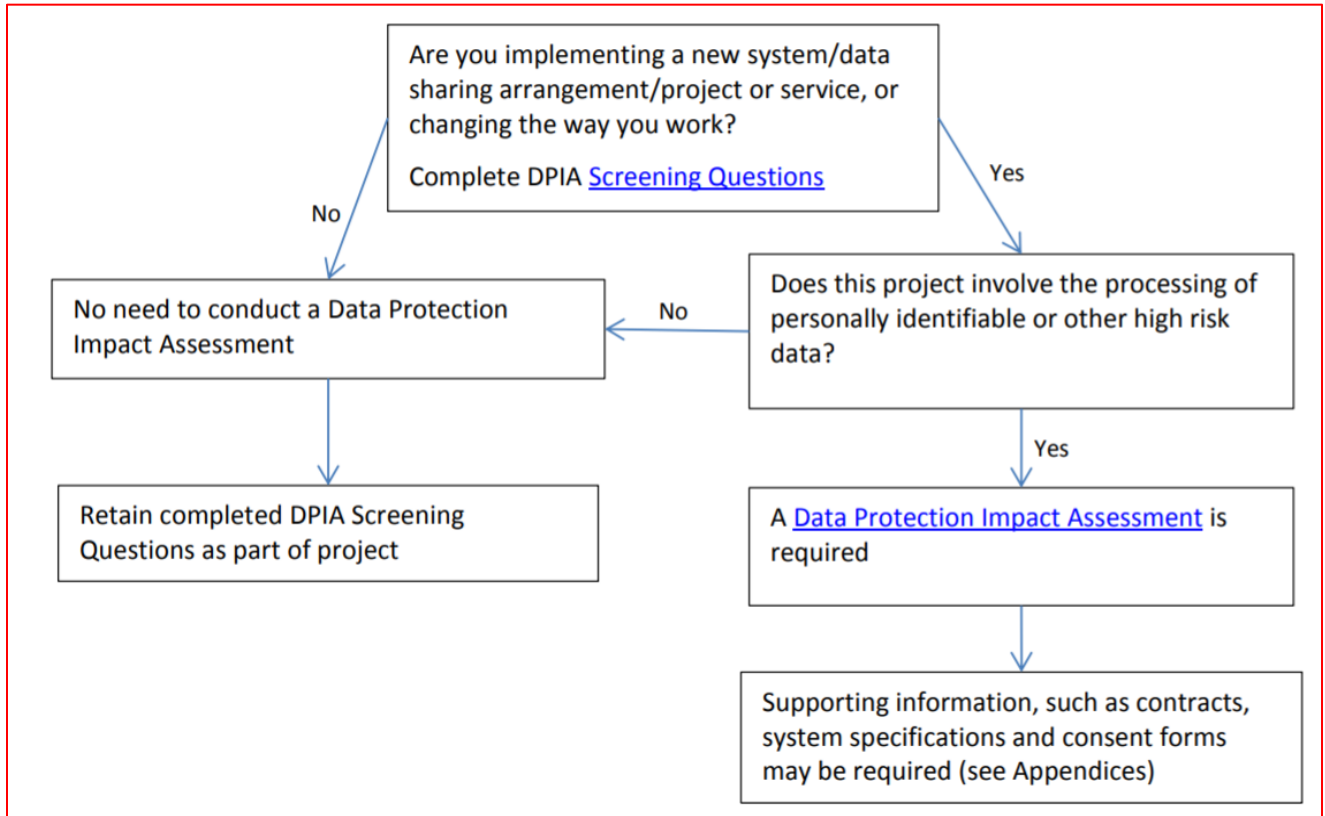 Are you implementing a new system/data
sharing arrangement/project or service, or
changing the way you work?
Complete DPIA Screening Questions
No
Yes
No need to conduct a Data Protection
Impact Assessment
No
Does this project involve the processing of
personally identifiable or other high risk
data?
Yes
Retain completed DPIA Screening
Questions as part of project
A Data Protection Impact Assessment is
required
Supporting information, such as contracts,
system specifications and consent forms
may be required (see Appendices)